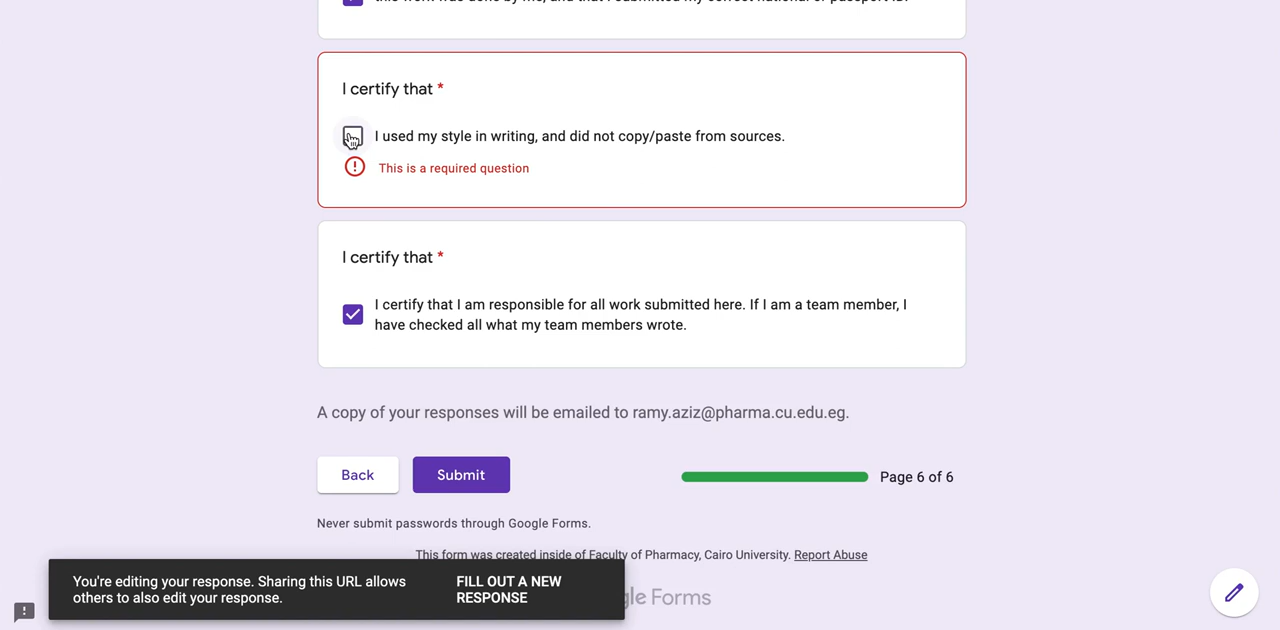 I certify that *
I used my style in writing, and did not copy/paste from sources.
This is a required question
I certify that *
I certify that I am responsible for all work submitted here. If I am a team member, I
have checked all what my team members wrote.
A copy of your responses will be emailed to ramy.aziz@pharma.cu.edu.eg.
Back
Submit
Page 6 of 6
Never submit passwords through Google Forms.
This form was created inside of Faculty of Pharmacy, Cairo University. Report Abuse
You're editing your response. Sharing this URL allows
others to also edit your response.
FILL OUT A NEW
RESPONSE
gle Forms